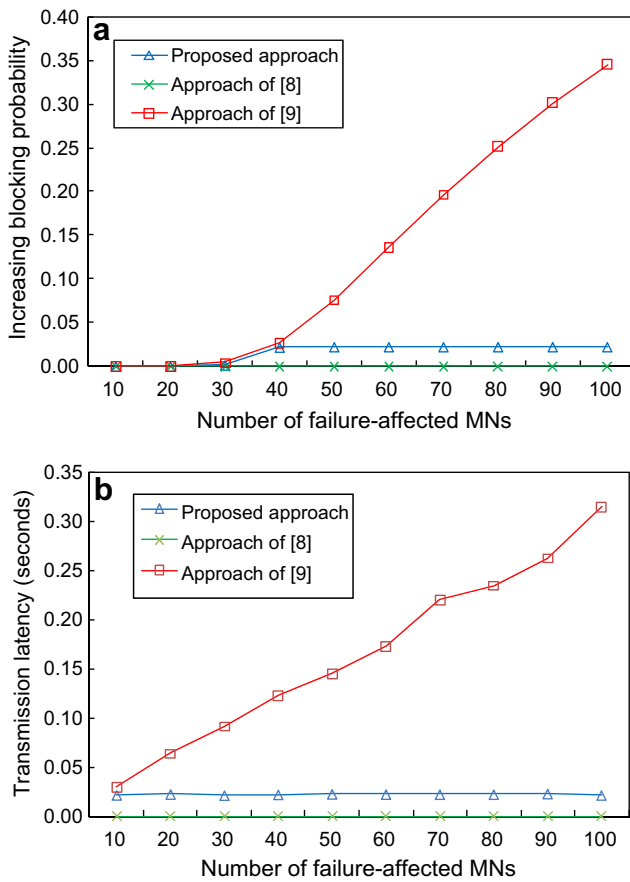 a
Increasing blocking probability
0.40
0.35
0.30
0.25
0.20
0.15
0.10
0.05
0.00
Proposed approach
Approach of [8]
Approach of [9]
10 20 30 40 50 60 70 80 90 100
Number of failure-affected MNs
b
Transmission latency (seconds)
0.35
0.30
0.25
0.20
0.15
0.10
0.05
0.00
Proposed approach
Approach of [8]
Approach of [9]
10 20 30 40 50 60 70 80 90 100
Number of failure-affected MNs